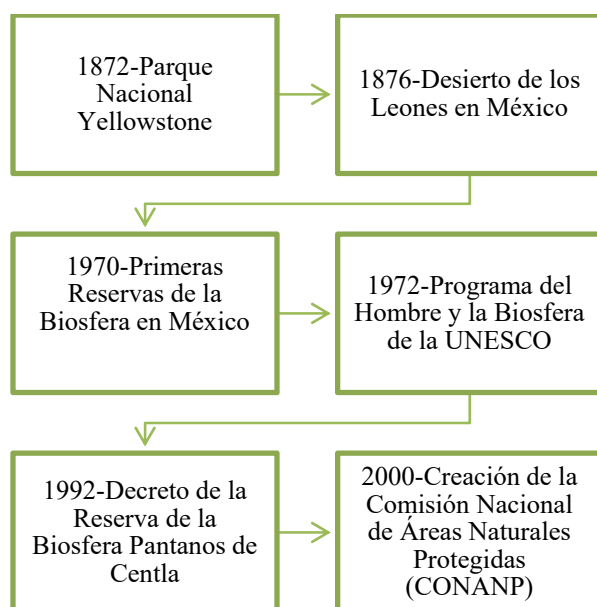 1872-Parque
Nacional
Yellowstone
1876-Desierto de los
Leones en México
1970-Primeras
Reservas de la
Biosfera en México
1972-Programa del
Hombre y la Biosfera
de la UNESCO
1992-Decreto de la
Reserva de la
Biosfera Pantanos de
Centla
2000-Creación de la
Comisión Nacional
de Áreas Naturales
Protegidas
(CONANP)